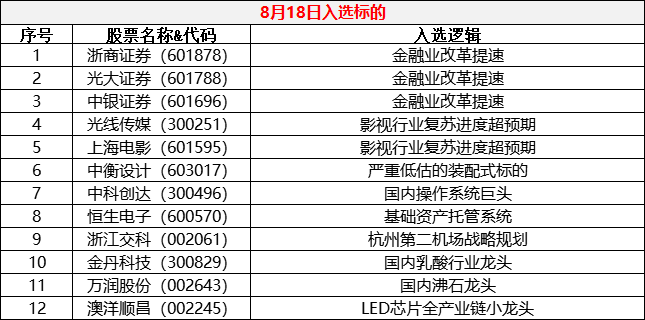 8月18日入选标的
序号 股票名称&代码 入选逻辑
1 浙商证券（601878） 金融业改革提速
2 光大证券（601788） 金融业改革提速
3 中银证券（601696） 金融业改革提速
4 光线传媒（300251） 影视行业复苏进度超预期
5 上海电影（601595） 影视行业复苏进度超预期
6 中衡设计（603017） 严重低估的装配式标的
7 中科创达（300496） 国内操作系统巨头
8 恒生电子（600570） 基础资产托管系统
9 浙江交科（002061） 杭州第二机场战略规划
10 金丹科技（300829） 国内乳酸行业龙头
11 万润股份（002643） 国内沸石龙头
12 澳洋顺昌（002245） LED芯片全产业链小龙头